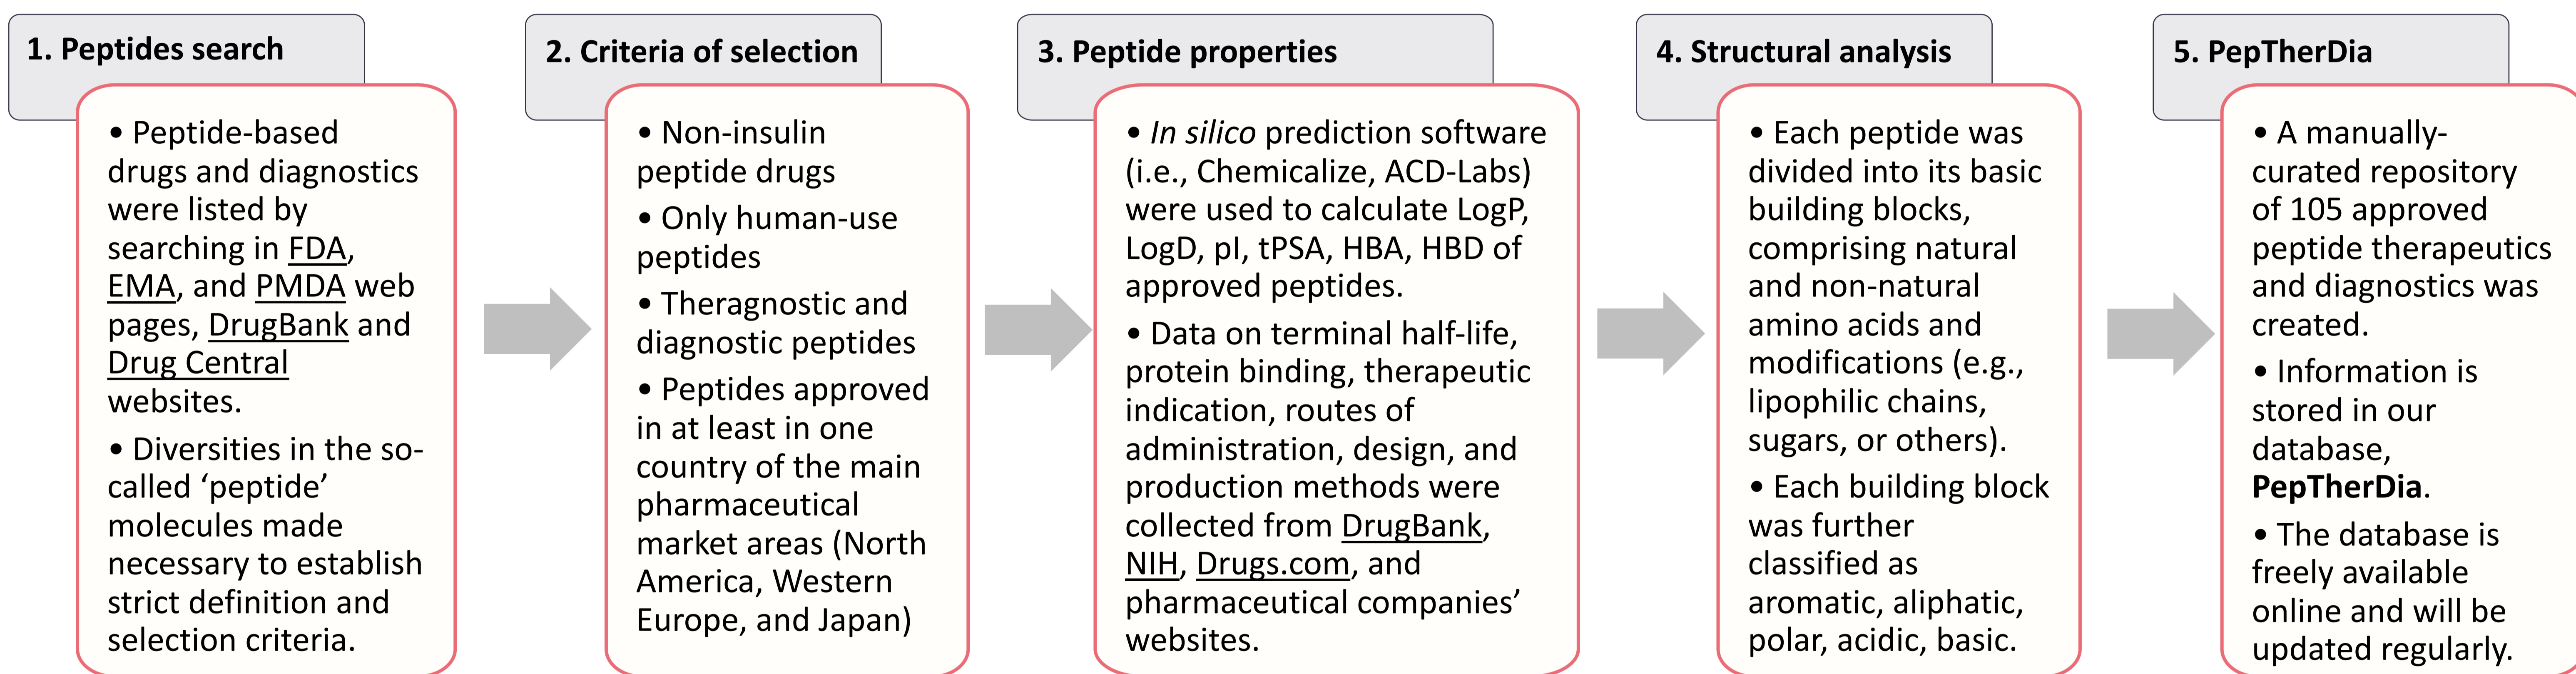 1. Peptides search
• Peptide-based
drugs and diagnostics
were listed by
searching in FDA,
EMA, and PMDA web
pages, DrugBank and
Drug Central
websites.
• Diversities in the so-
called ‘peptide’
molecules made
necessary to establish
strict definition and
selection criteria.
2. Criteria of selection
• Non-insulin
peptide drugs
• Only human-use
peptides
• Theragnostic and
diagnostic peptides
• Peptides approved
in at least in one
country of the main
pharmaceutical
market areas (North
America, Western
Europe, and Japan)
3. Peptide properties
• In silico prediction software
(i.e., Chemicalize, ACD-Labs)
were used to calculate LogP,
LogD, pI, tPSA, HBA, HBD of
approved peptides.
• Data on terminal half-life,
protein binding, therapeutic
indication, routes of
administration, design, and
production methods were
collected from DrugBank,
NIH, Drugs.com, and
pharmaceutical companies’
websites.
4. Structural analysis
• Each peptide was
divided into its basic
building blocks,
comprising natural
and non-natural
amino acids and
modifications (e.g.,
lipophilic chains,
sugars, or others).
• Each building block
was further
classified as
aromatic, aliphatic,
polar, acidic, basic.
5. PepTherDia
• A manually-
curated repository
of 105 approved
peptide therapeutics
and diagnostics was
created.
• Information is
stored in our
database,
PepTherDia.
• The database is
freely available
online and will be
updated regularly.